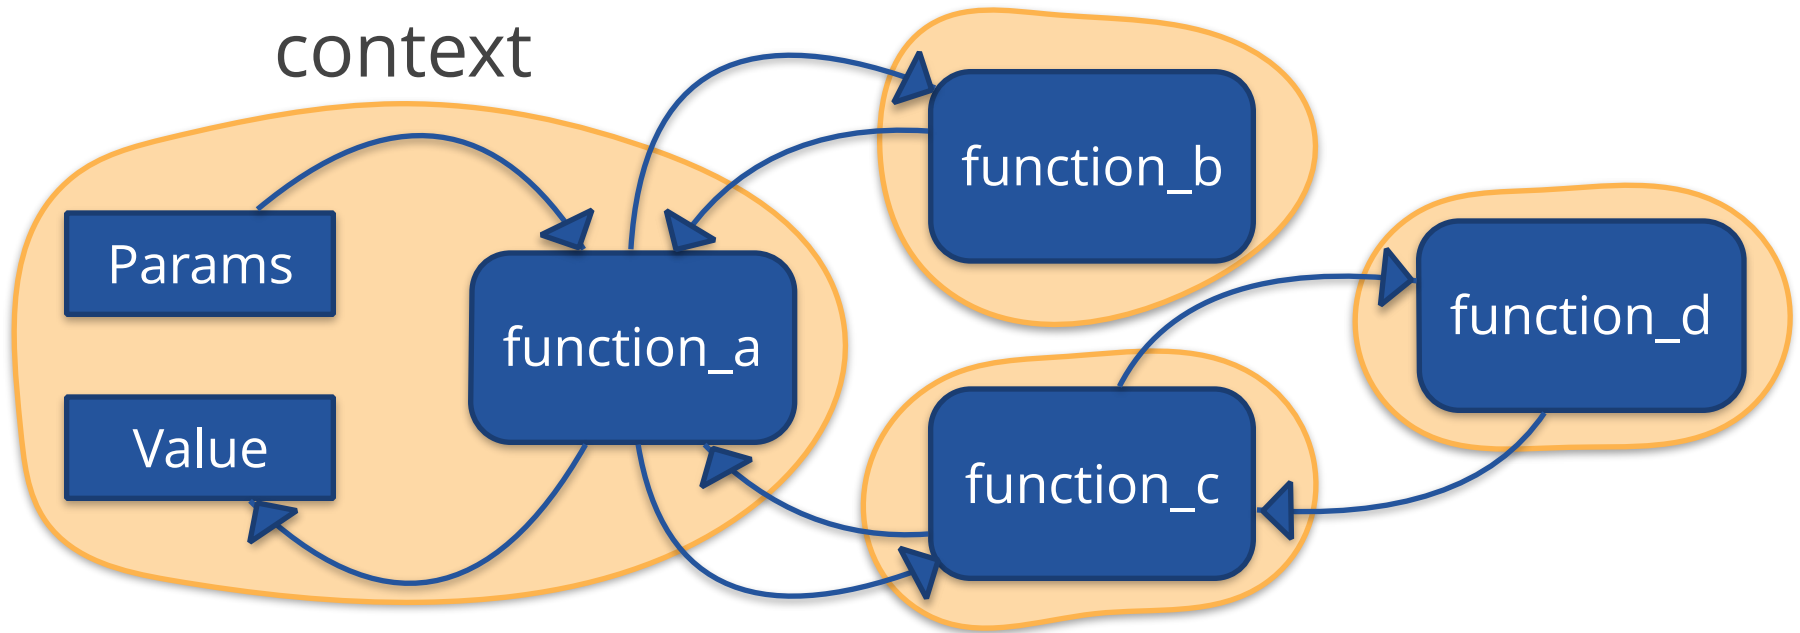 context
Params
Value
function_a
function_b
function_c
function_d